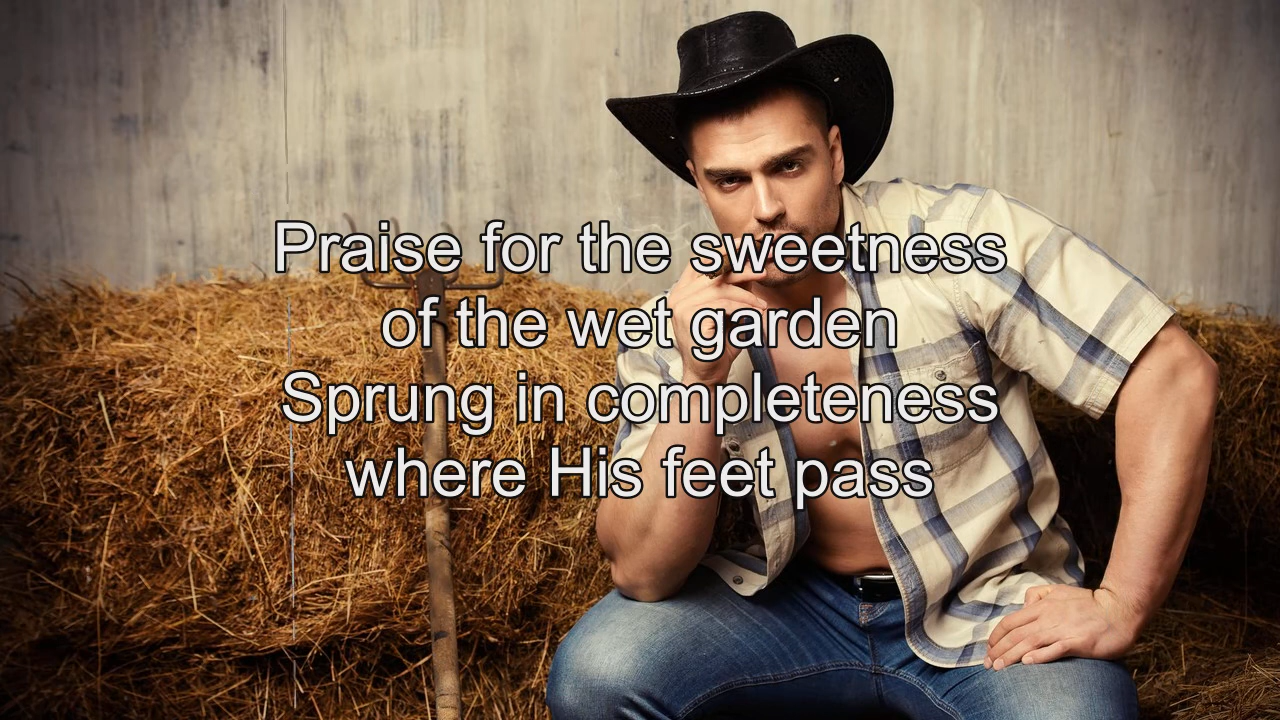 Praise for the sweetness
of the wet garden
Sprung in completeness
where His feet pass